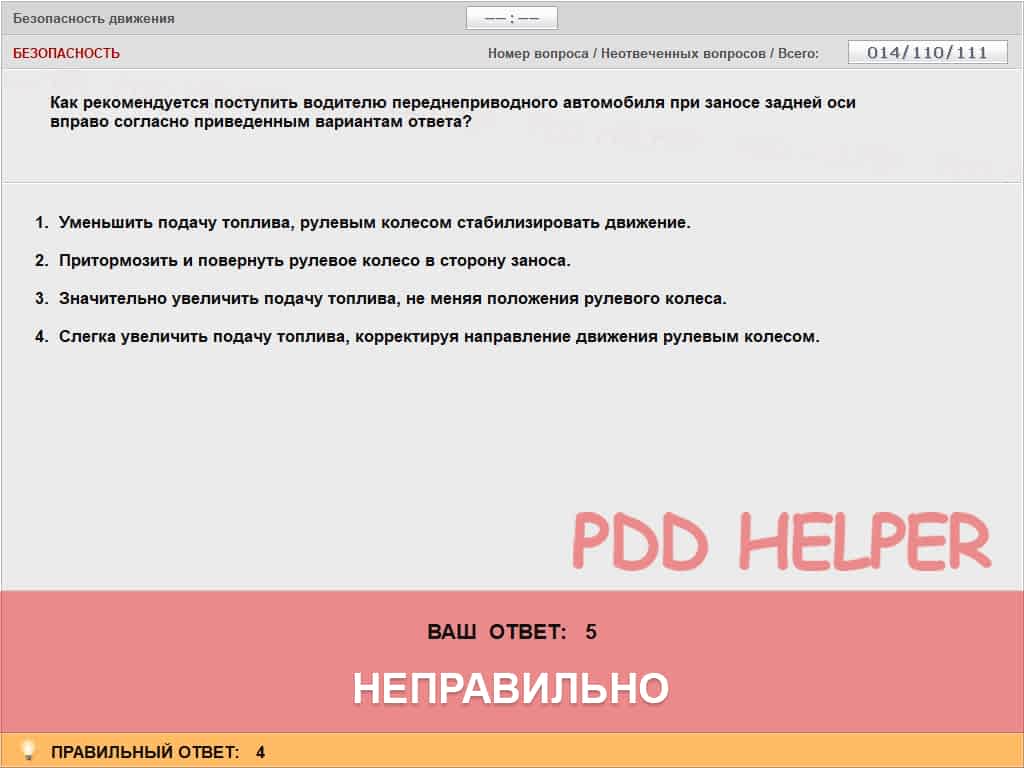 Безопасность движения
— — : — —
БЕЗОПАСНОСТЬ
Номер вопроса / Неотвеченных вопросов / Всего:
014/110/111
Как рекомендуется поступить водителю переднеприводного автомобиля при заносе задней оси
вправо согласно приведенным вариантам ответа?
1. Уменьшить подачу топлива, рулевым колесом стабилизировать движение.
2. Притормозить и повернуть рулевое колесо в сторону заноса.
3. Значительно увеличить подачу топлива, не меняя положения рулевого колеса.
4. Слегка увеличить подачу топлива, корректируя направление движения рулевым колесом.
PDD HELPER
ВАШ ОТВЕТ: 5
НЕПРАВИЛЬНО
ПРАВИЛЬНЫЙ ОТВЕТ: 4